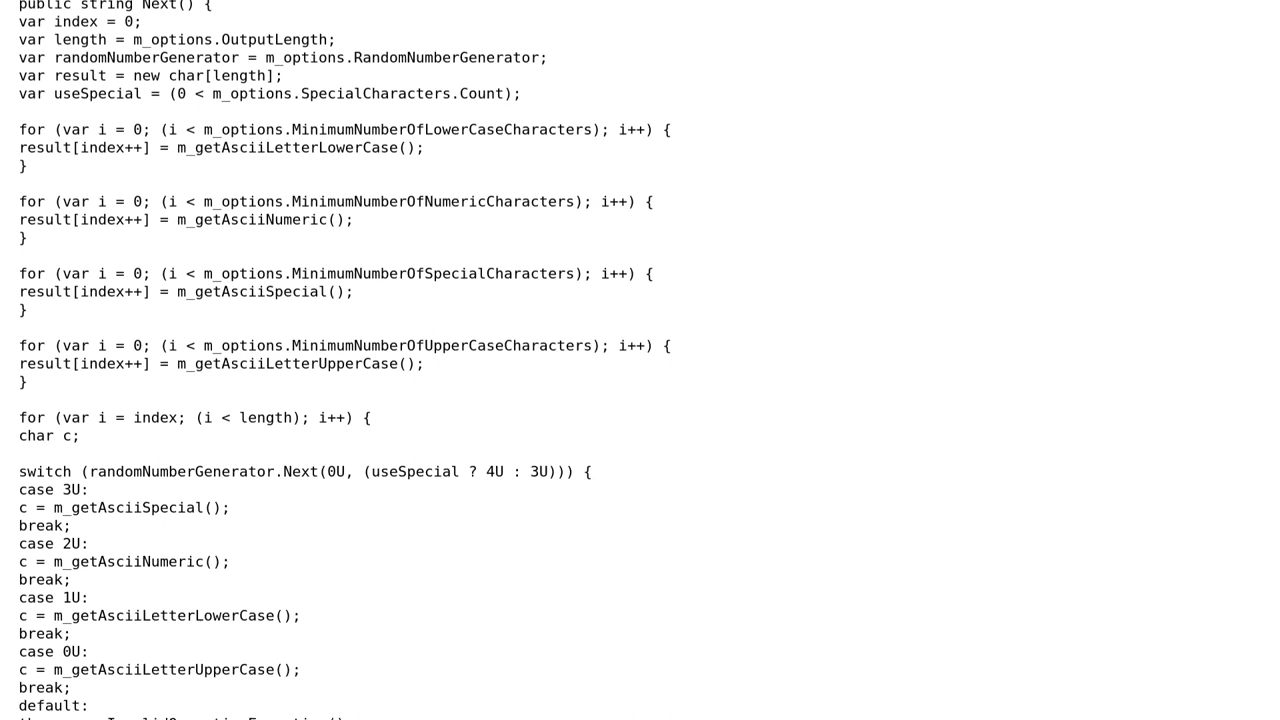 public string Next() {
var index = 0;
var length = m_options.OutputLength;
var randomNumberGenerator = m_options.RandomNumberGenerator;
var result = new char[length];
var useSpecial = (0 < m_options.SpecialCharacters.Count);
for (var i = 0; (i < m_options.MinimumNumberOfLowerCaseCharacters); i++) {
result[index++] = m_getAsciiLetterLowerCase();
}
for (var i = 0; (i < m_options.MinimumNumberOfNumericCharacters); i++) {
result[index++] = m_getAsciiNumeric();
}
for (var i = 0; (i < m_options.MinimumNumberOfSpecialCharacters); i++) {
result[index++] = m_getAsciiSpecial();
}
for (var i = 0; (i < m_options.MinimumNumberOfUpperCaseCharacters); i++) {
result[index++] = m_getAsciiLetterUpperCase();
}
for (var i = index; (i < length); i++) {
char c;
switch (randomNumberGenerator.Next(0U, (useSpecial ? 4U : 3U))) {
case 3U:
c = m_getAsciiSpecial();
break;
case 2U:
c = m_getAsciiNumeric();
break;
case 1U:
c = m_getAsciiLetterLowerCase();
break;
case 0U:
c = m_getAsciiLetterUpperCase();
break;
default: